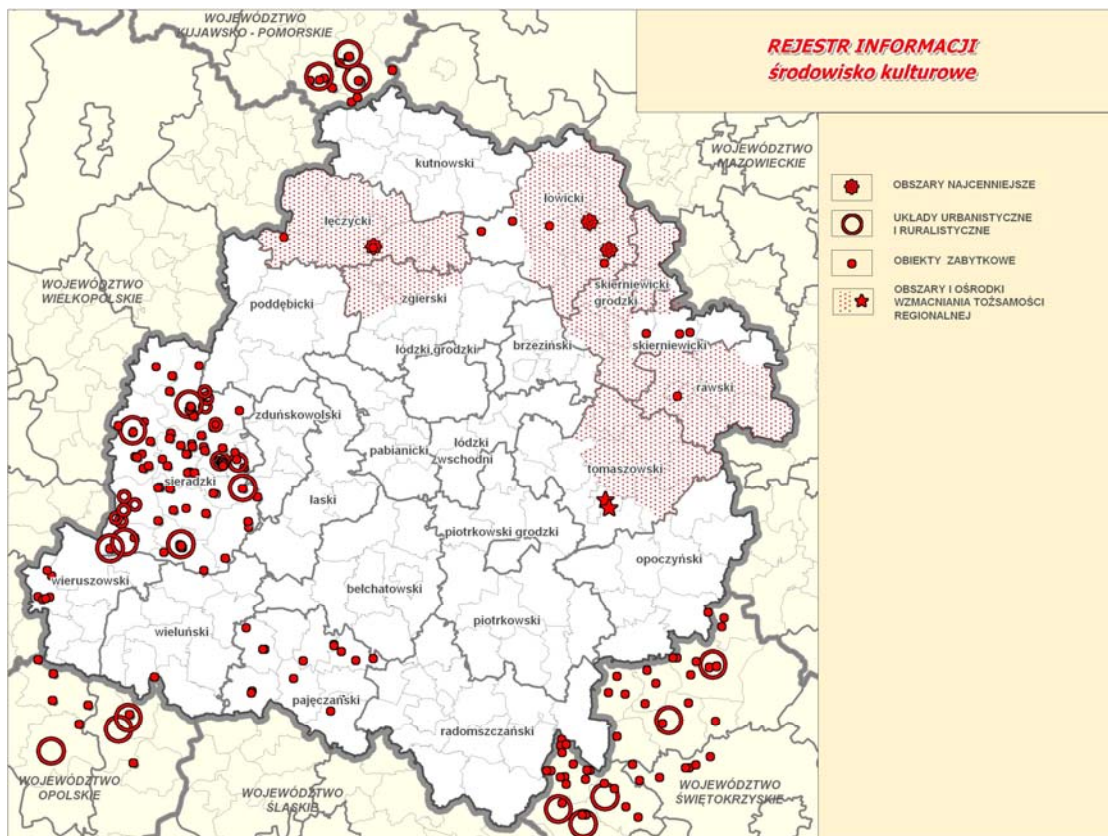 REJESTR INFORMACJI
środowisko kulturowe
WOJEWÓDZTWO
KUJAWSKO - POMORSKIE
WOJEWÓDZTWO
MAZOWIECKIE
kutnowski
łowicki
łęczycki
WOJEWÓDZTWO
WIELKOPOLSKIE
poddębicki
zgierski
skierniewicki
grodzki
łódzki grodzki
brzeziński
skierniewicki
rawski
zduńskowolski
pabianicki
łódzki
wschodni
sieradzki
tomaszowski
łaski
piotrkowski grodzki
opoczyński
wieruszowski
bełchatowski
wieluński
piotrkowski
pajęczański
radomszczański
WOJEWÓDZTWO
OPOLSKIE
WOJEWÓDZTWO
ŚLĄSKIE
WOJEWÓDZTWO
ŚWIĘTOKRZYSKIE
OBSZARY NAJCENNIEJSZE
UKŁADY URBANISTYCZNE
I RURALISTYCZNE
OBIEKTY ZABYTKOWE
OBSZARY I OŚRODKI
WZMACNIANIA TOŻSAMOŚCI
REGIONALNEJ